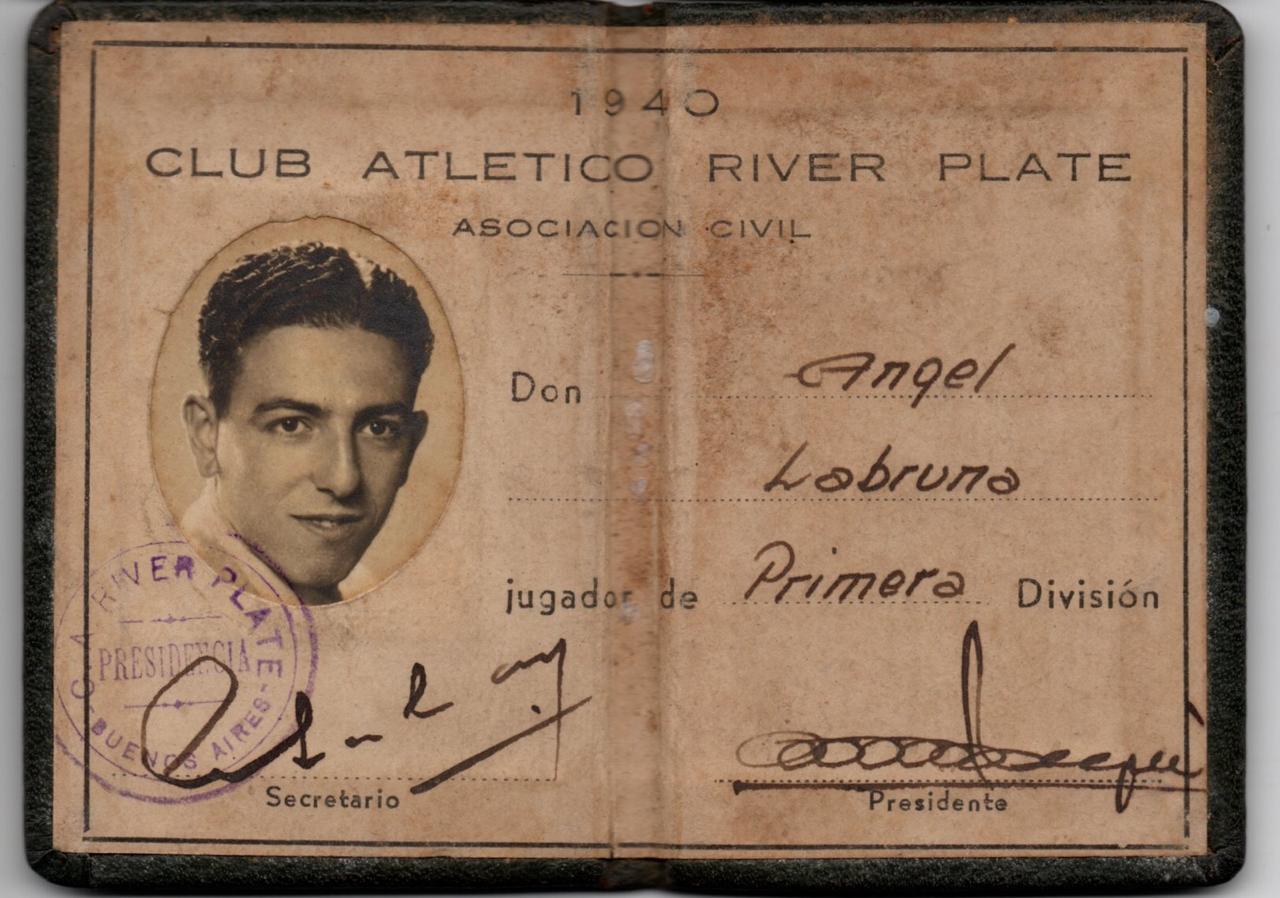 1940
CLUB ATLETICO RIVER PLATE
ASOCIACION CIVIL
Don Angel
Labruna
jugador de Primera División
C. A. RIVER PLATE
PRESIDENCIA
-BUENOS AIRES-
Secretario
Presidente